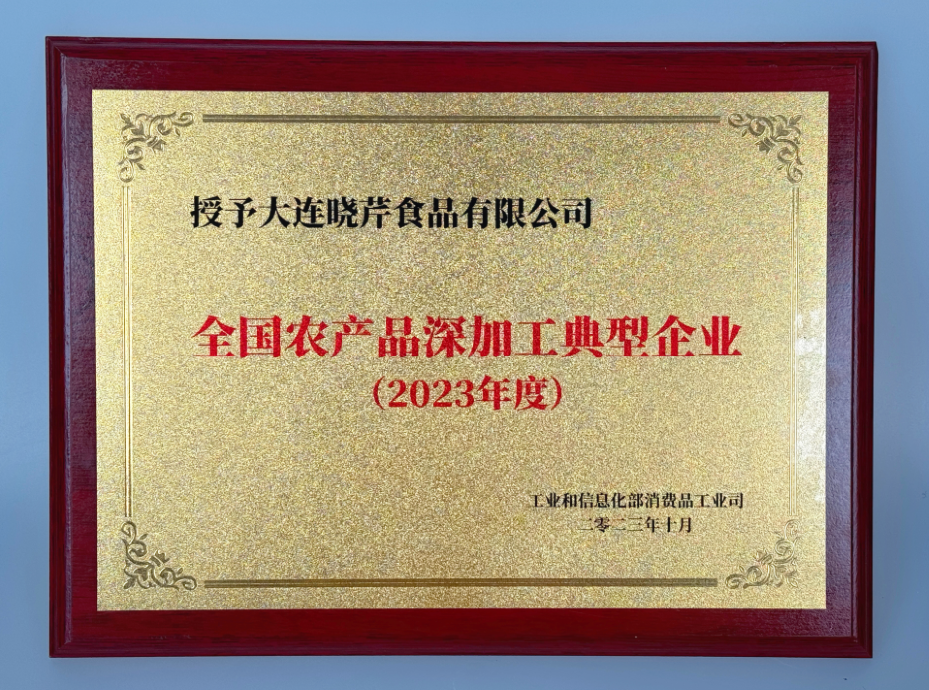 授予大连晓芹食品有限公司
全国农产品深加工典型企业
（2023年度）
工业和信息化部消费品工业司
二零二三年十月